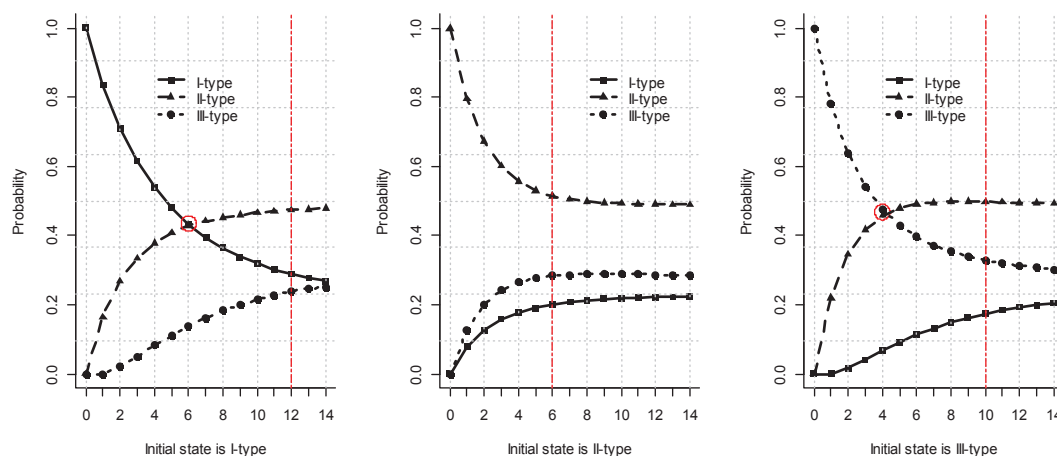 Probability
1.0
0.8
0.6
0.4
0.2
0.0
I-type
II-type
III-type
0 2 4 6 8 10 12 14
Initial state is I-type
Probability
1.0
0.8
0.6
0.4
0.2
0.0
I-type
II-type
III-type
0 2 4 6 8 10 12 14
Initial state is II-type
Probability
1.0
0.8
0.6
0.4
0.2
0.0
I-type
II-type
III-type
0 2 4 6 8 10 12 14
Initial state is III-type